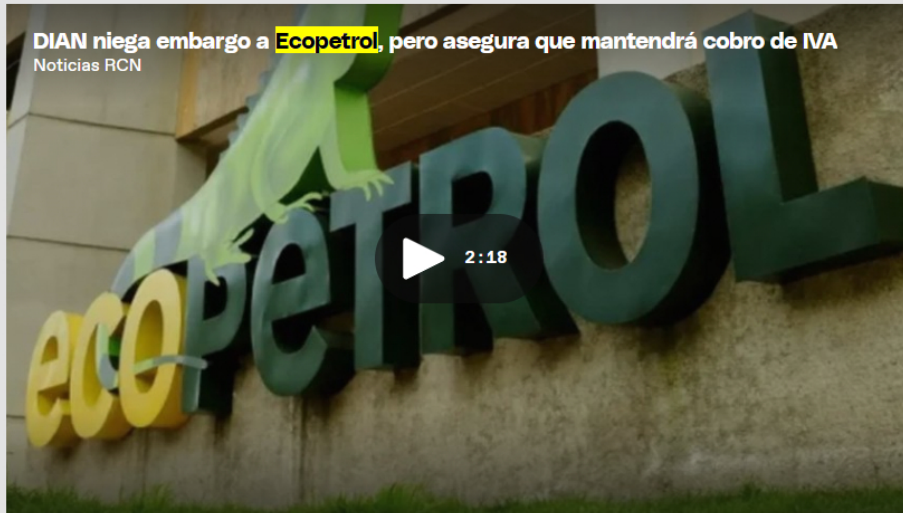 DIAN niega embargo a Ecopetrol, pero asegura que mantendrá cobro de IVA
Noticias RCN
2:18
ecoPeTROL